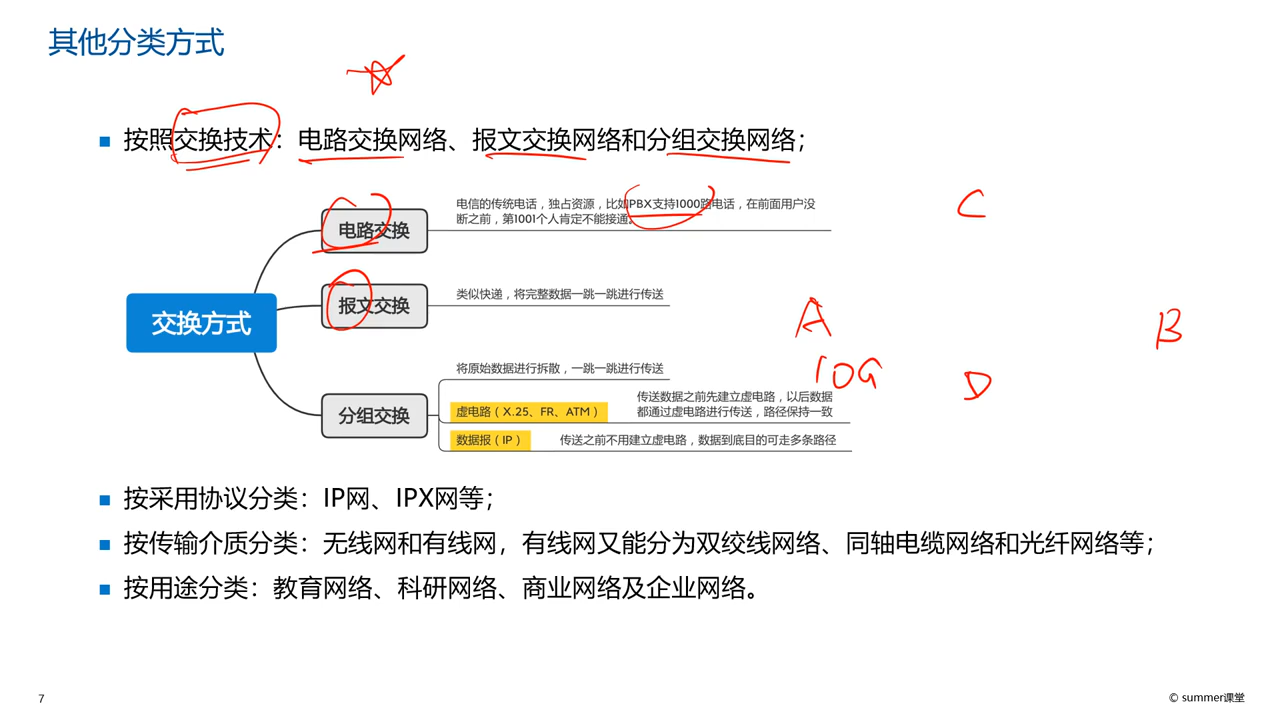 其他分类方式
按照交换技术：电路交换网络、报文交换网络和分组交换网络；
电信的传统电话，独占资源，比如PBX支持1000路电话，在前面用户没
断之前，第1001个人肯定不能接通。
电路交换
C
类似快递，将完整数据一跳一跳进行传送
报文交换
交换方式
A
B
将原始数据进行拆散，一跳一跳进行传送
10G
D
分组交换
虚电路（X.25、FR、ATM）
传送数据之前先建立虚电路，以后数据
都通过虚电路进行传送，路径保持一致
数据报（IP）
传送之前不用建立虚电路，数据到底目的可走多条路径
按采用协议分类：IP网、IPX网等；
按传输介质分类：无线网和有线网，有线网又能分为双绞线网络、同轴电缆网络和光纤网络等；
按用途分类：教育网络、科研网络、商业网络及企业网络。
7
© summer课堂